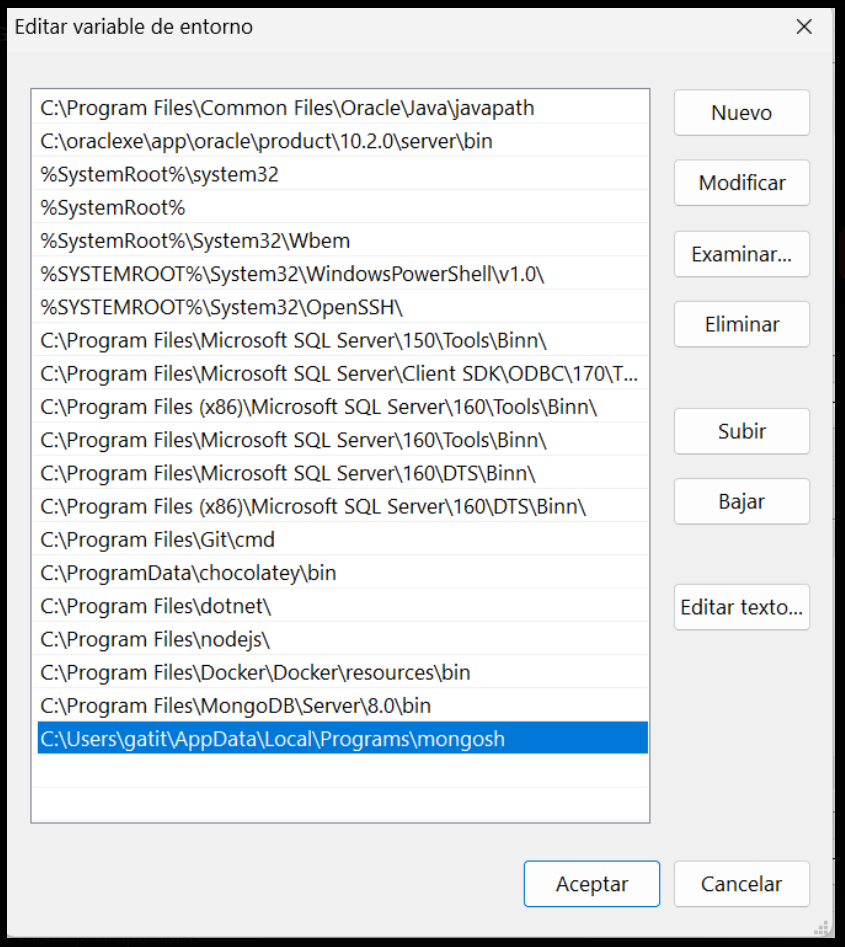 Editar variable de entorno
C:\Program Files\Common Files\Oracle\Java\javapath
C:\oraclexe\app\oracle\product\10.2.0\server\bin
%SystemRoot%\system32
%SystemRoot%
%SystemRoot%\System32\Wbem
%SYSTEMROOT%\System32\WindowsPowerShell\v1.0\
%SYSTEMROOT%\System32\OpenSSH\
C:\Program Files\Microsoft SQL Server\150\Tools\Binn\
C:\Program Files\Microsoft SQL Server\Client SDK\ODBC\170\T...
C:\Program Files (x86)\Microsoft SQL Server\160\Tools\Binn\
C:\Program Files\Microsoft SQL Server\160\Tools\Binn\
C:\Program Files\Microsoft SQL Server\160\DTS\Binn\
C:\Program Files (x86)\Microsoft SQL Server\160\DTS\Binn\
C:\Program Files\Git\cmd
C:\ProgramData\chocolatey\bin
C:\Program Files\dotnet\
C:\Program Files\nodejs\
C:\Program Files\Docker\Docker\resources\bin
C:\Program Files\MongoDB\Server\8.0\bin
C:\Users\gatit\AppData\Local\Programs\mongosh
Nuevo
Modificar
Examinar...
Eliminar
Subir
Bajar
Editar texto...
Aceptar
Cancelar